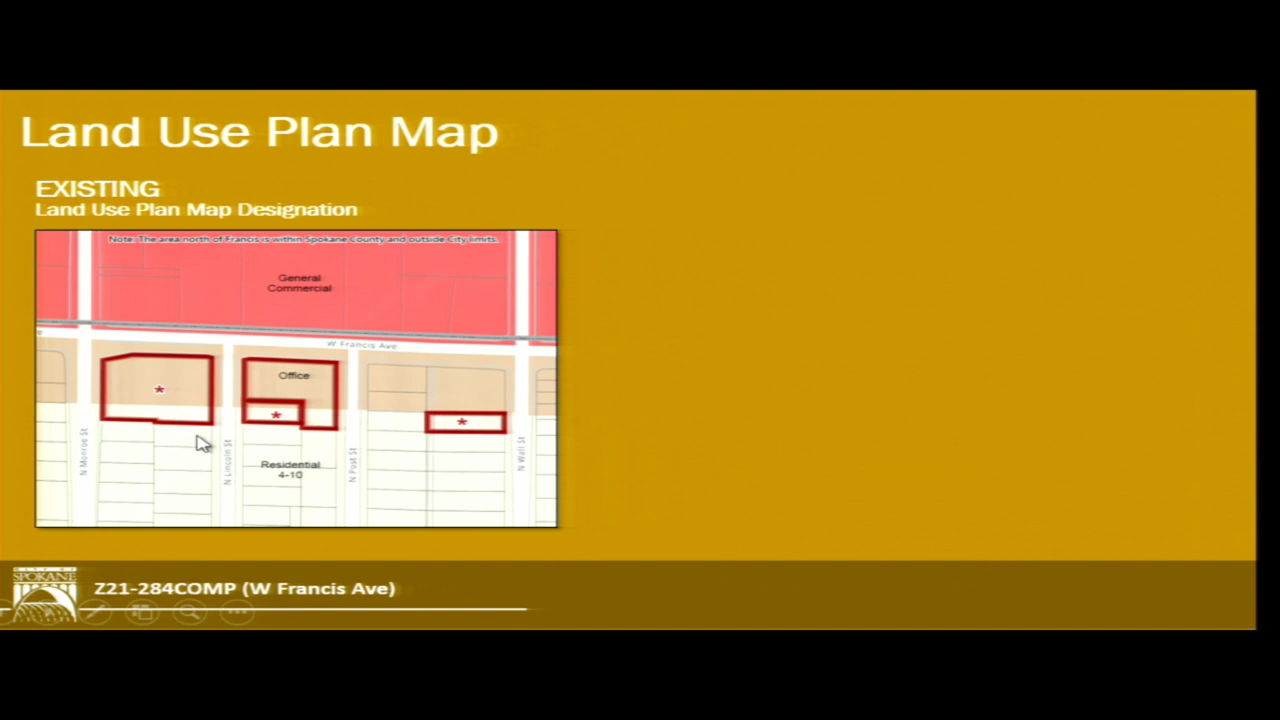 Land Use Plan Map
EXISTING
Land Use Plan Map Designation
Note: The area north of Francis is within Spokane County and outside City limits.
General
Commercial
W Francis Ave
Office
*
*
*
N Monroe St
N Lincoln St
N Post St
N Wall St
Residential
4-10
CITY OF
SPOKANE
Z21-284COMP (W Francis Ave)